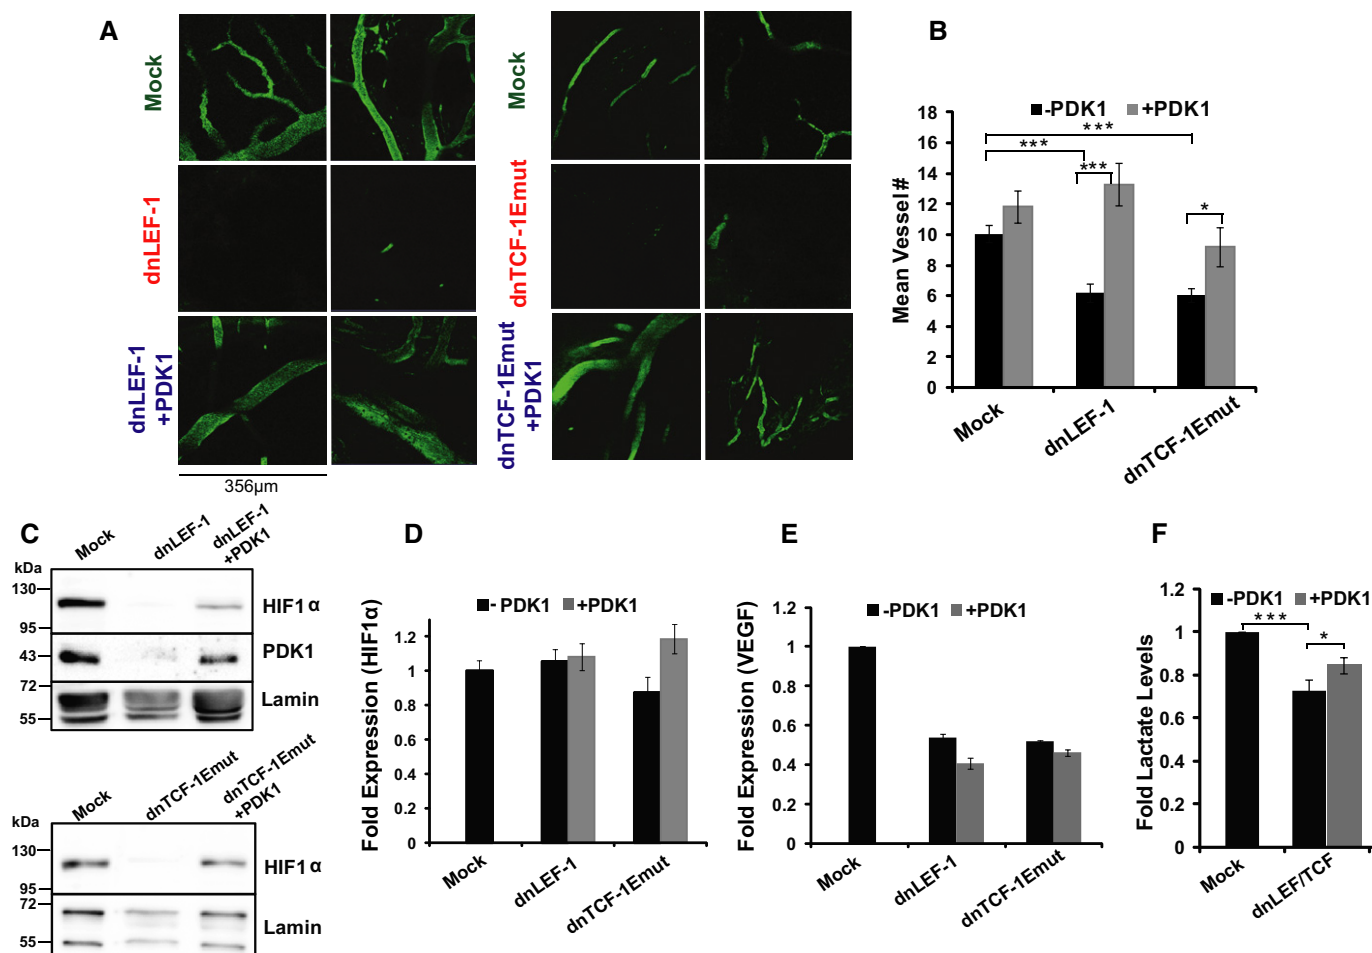 A
Mock
dnLEF-1
dnLEF-1
+PDK1
356µm
Mock
dnTCF-1Emut
dnTCF-1Emut
+PDK1
B
-PDK1 +PDK1
Mean Vessel#
18
16
14
12
10
8
6
4
2
0
***
***
***
*
Mock
dnLEF-1
dnTCF-1Emut
C
Mock
dnLEF-1
dnLEF-1
+PDK1
kDa
130
95
43
72
55
HIF1α
PDK1
Lamin
Mock
dnTCF-1Emut
dnTCF-1Emut
+PDK1
kDa
130
95
72
55
HIF1α
Lamin
D
- PDK1 +PDK1
Fold Expression (HIF1α)
1.2
1
0.8
0.6
0.4
0.2
0
Mock
dnLEF-1
dnTCF-1Emut
E
-PDK1 +PDK1
Fold Expression (VEGF)
1.2
1
0.8
0.6
0.4
0.2
0
Mock
dnLEF-1
dnTCF-1Emut
F
-PDK1 +PDK1
Fold Lactate Levels
1.2
1
0.8
0.6
0.4
0.2
0
***
*
Mock
dnLEF/TCF